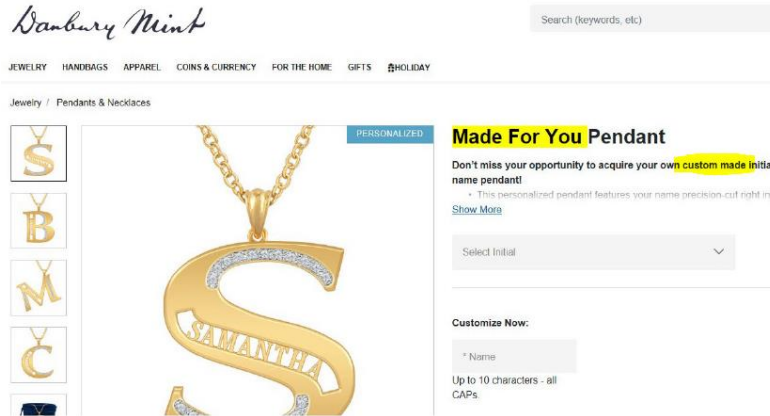 Danbury Mint
Search (keywords, etc)
JEWELRY HANDBAGS APPAREL COINS & CURRENCY FOR THE HOME GIFTS HOLIDAY
Jewelry / Pendants & Necklaces
PERSONALIZED
S
B
M
C
SAMANTHA
Made For You Pendant
Don't miss your opportunity to acquire your own custom made initia
name pendant!
• This personalized pendant features your name precision-cut right in
Show More
Select Initial
Customize Now:
* Name
Up to 10 characters - all
CAPs